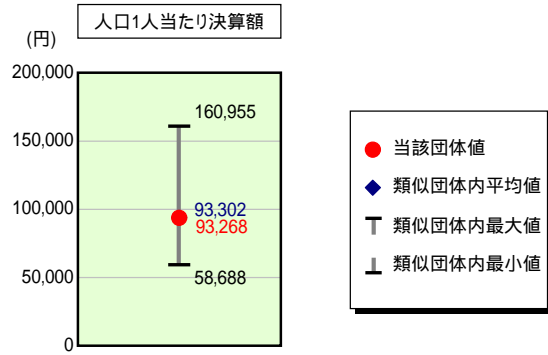 人口1人当たり決算額
(円)
200,000
160,955
150,000
100,000
93,302
93,268
50,000
58,688
0
当該団体値
類似団体内平均値
類似団体内最大値
類似団体内最小値